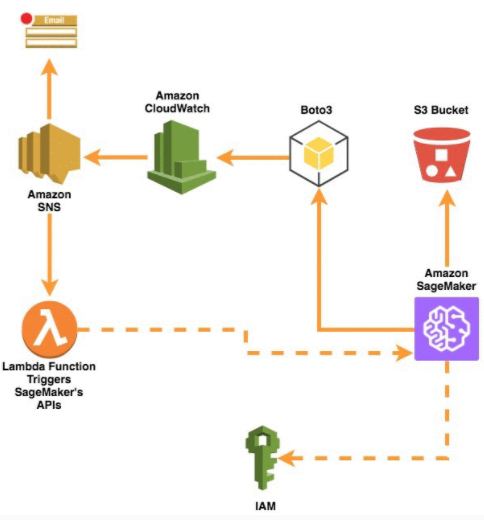 Email
Amazon
CloudWatch
Boto3
S3 Bucket
Amazon
SNS
Amazon
SageMaker
Lambda Function
Triggers
SageMaker's
APIs
IAM